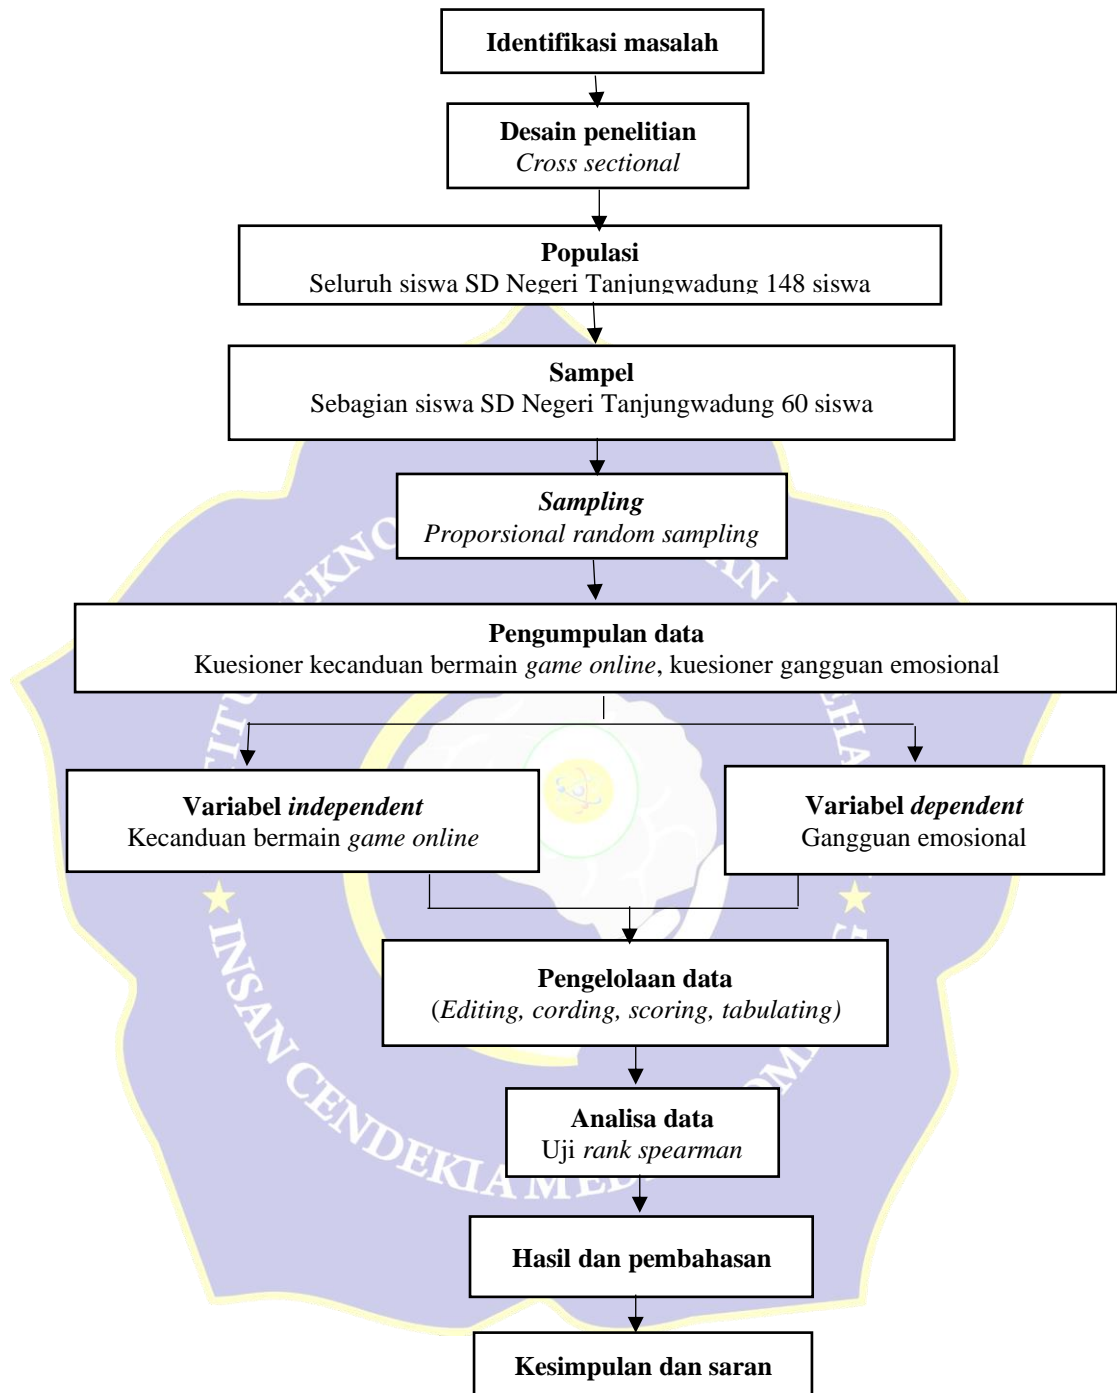 Identifikasi masalah
Desain penelitian
Cross sectional
Populasi
Seluruh siswa SD Negeri Tanjungwadung 148 siswa
Sampel
Sebagian siswa SD Negeri Tanjungwadung 60 siswa
Sampling
Proporsional random sampling
Pengumpulan data
Kuesioner kecanduan bermain game online, kuesioner gangguan emosional
Variabel independent
Kecanduan bermain game online
Variabel dependent
Gangguan emosional
Pengelolaan data
(Editing, cording, scoring, tabulating)
Analisa data
Uji rank spearman
Hasil dan pembahasan
Kesimpulan dan saran
INSAN CENDEKIA